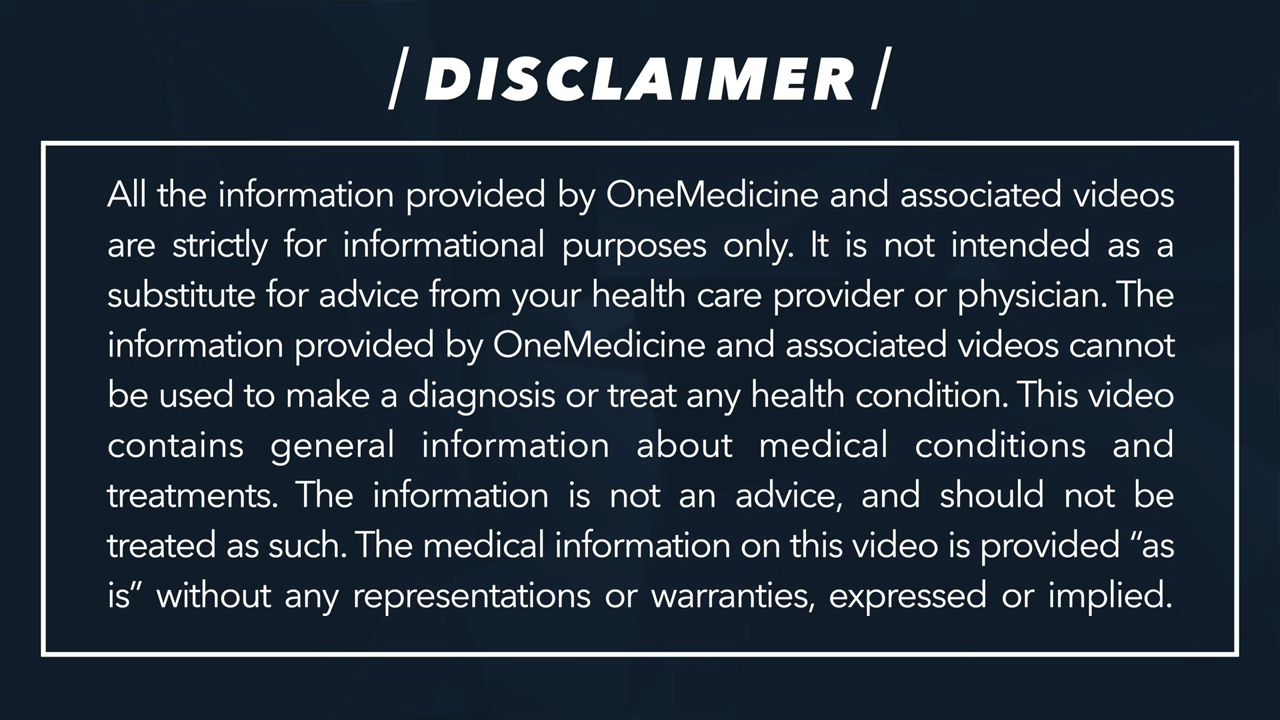 / DISCLAIMER /
All the information provided by OneMedicine and associated videos
are strictly for informational purposes only. It is not intended as a
substitute for advice from your health care provider or physician. The
information provided by OneMedicine and associated videos cannot
be used to make a diagnosis or treat any health condition. This video
contains general information about medical conditions and
treatments. The information is not an advice, and should not be
treated as such. The medical information on this video is provided “as
is” without any representations or warranties, expressed or implied.